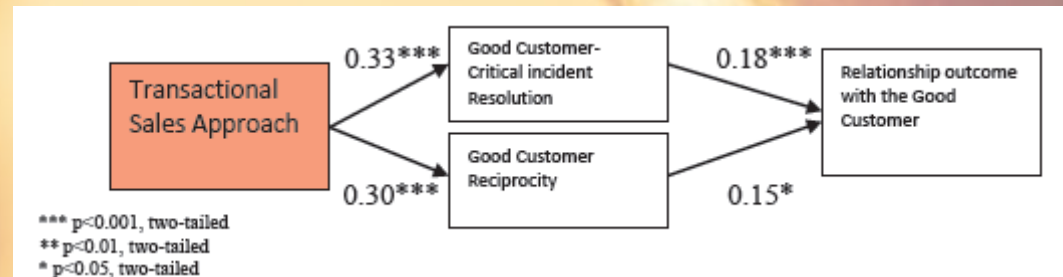 Transactional
Sales Approach
0.33***
Good Customer-
Critical incident
Resolution
0.18***
Relationship outcome
with the Good
Customer
0.30***
Good Customer
Reciprocity
0.15*
*** p<0.001, two-tailed
** p<0.01, two-tailed
* p<0.05, two-tailed